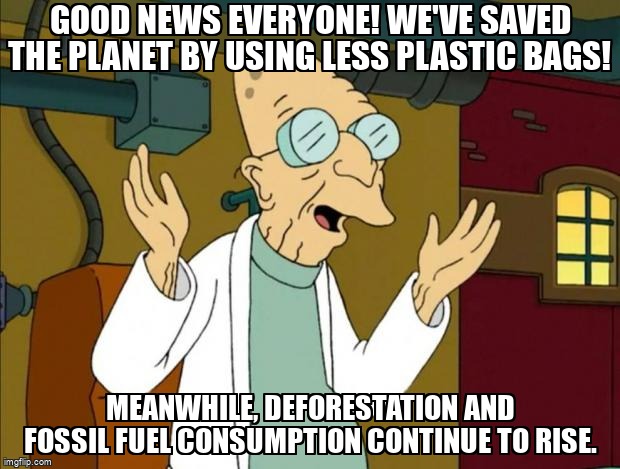 GOOD NEWS EVERYONE! WE'VE SAVED
THE PLANET BY USING LESS PLASTIC BAGS!
MEANWHILE, DEFORESTATION AND
FOSSIL FUEL CONSUMPTION CONTINUE TO RISE.
imgflip.com